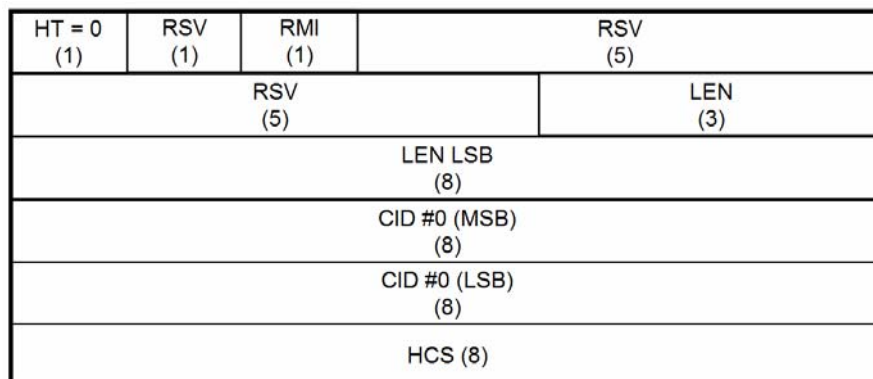 HT = 0 RSV RMI RSV
(1) (1) (1) (5)
RSV LEN
(5) (3)
LEN LSB
(8)
CID #0 (MSB)
(8)
CID #0 (LSB)
(8)
HCS (8)